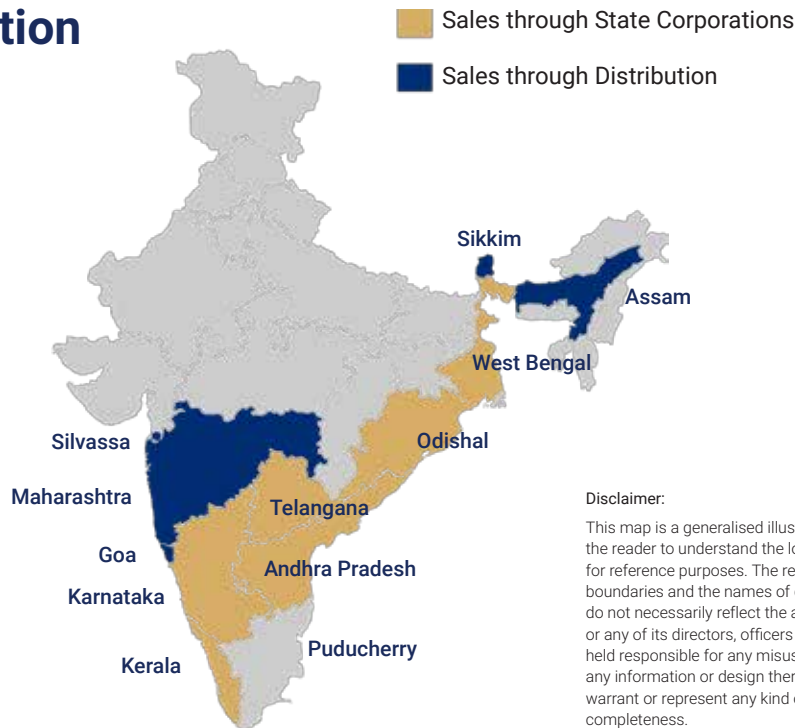 tion
Sales through State Corporations
Sales through Distribution
Sikkim
Assam
West Bengal
Silvassa
Odishal
Maharashtra
Telangana
Goa
Andhra Pradesh
Karnataka
Puducherry
Kerala
Disclaimer:
This map is a generalised illus
the reader to understand the lo
for reference purposes. The re
boundaries and the names of
do not necessarily reflect the a
or any of its directors, officers
held responsible for any misus
any information or design ther
warrant or represent any kind
completeness.